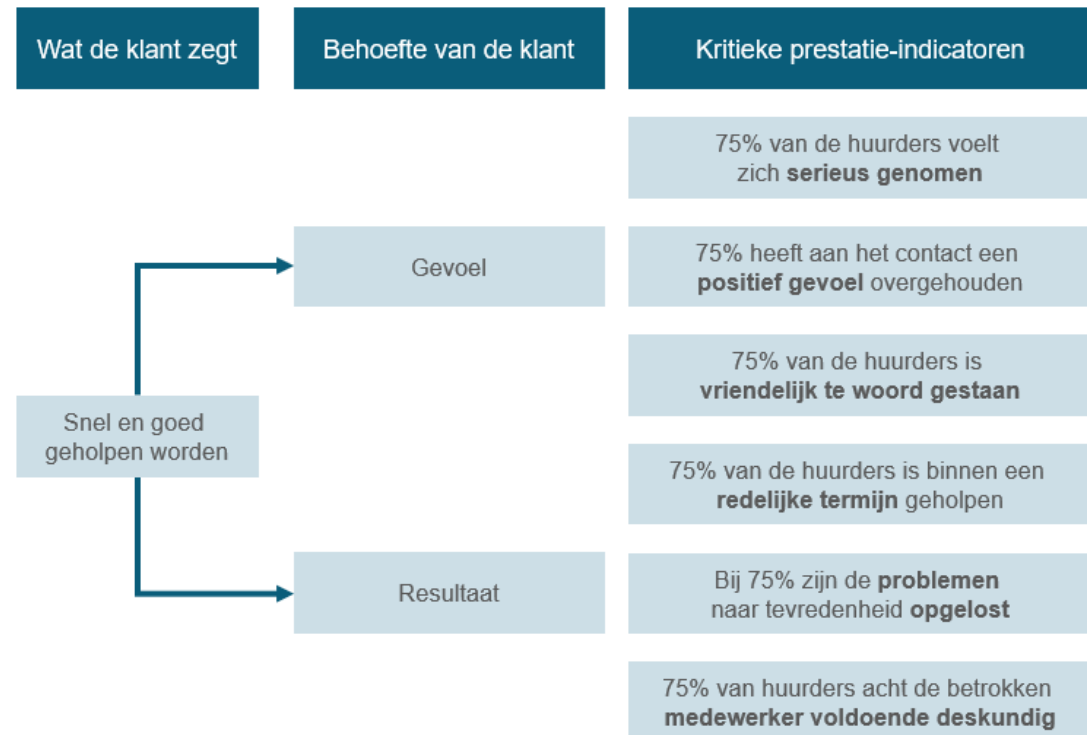 Wat de klant zegt
Behoefte van de klant
Kritieke prestatie-indicatoren
Snel en goed
geholpen worden
Gevoel
Resultaat
75% van de huurders voelt
zich serieus genomen
75% heeft aan het contact een
positief gevoel overgehouden
75% van de huurders is
vriendelijk te woord gestaan
75% van de huurders is binnen een
redelijke termijn geholpen
Bij 75% zijn de problemen
naar tevredenheid opgelost
75% van huurders acht de betrokken
medewerker voldoende deskundig